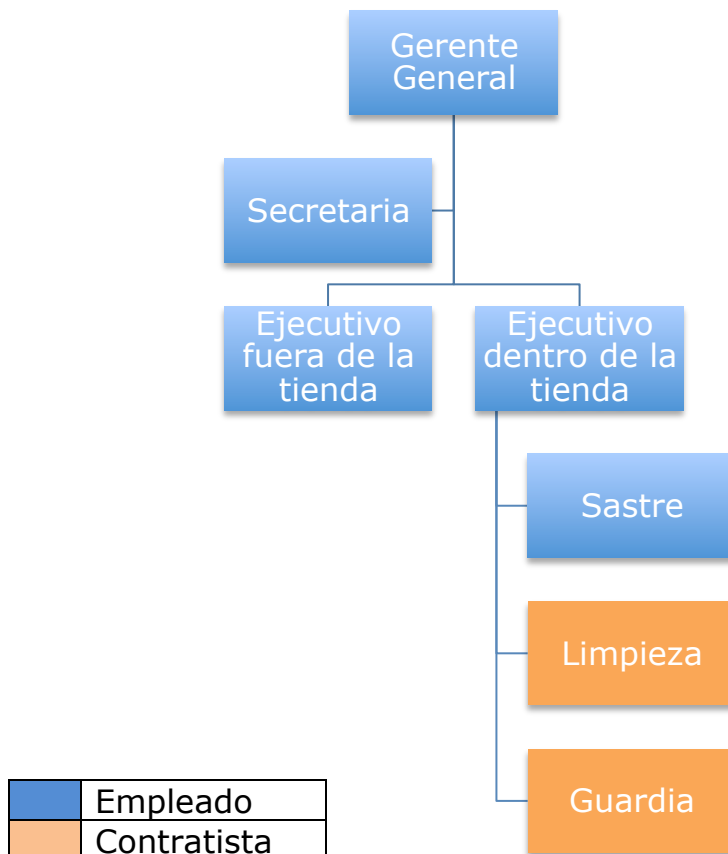 Gerente
General
Secretaria
Ejecutivo
fuera de la
tienda
Ejecutivo
dentro de la
tienda
Sastre
Limpieza
Guardia
Empleado
Contratista